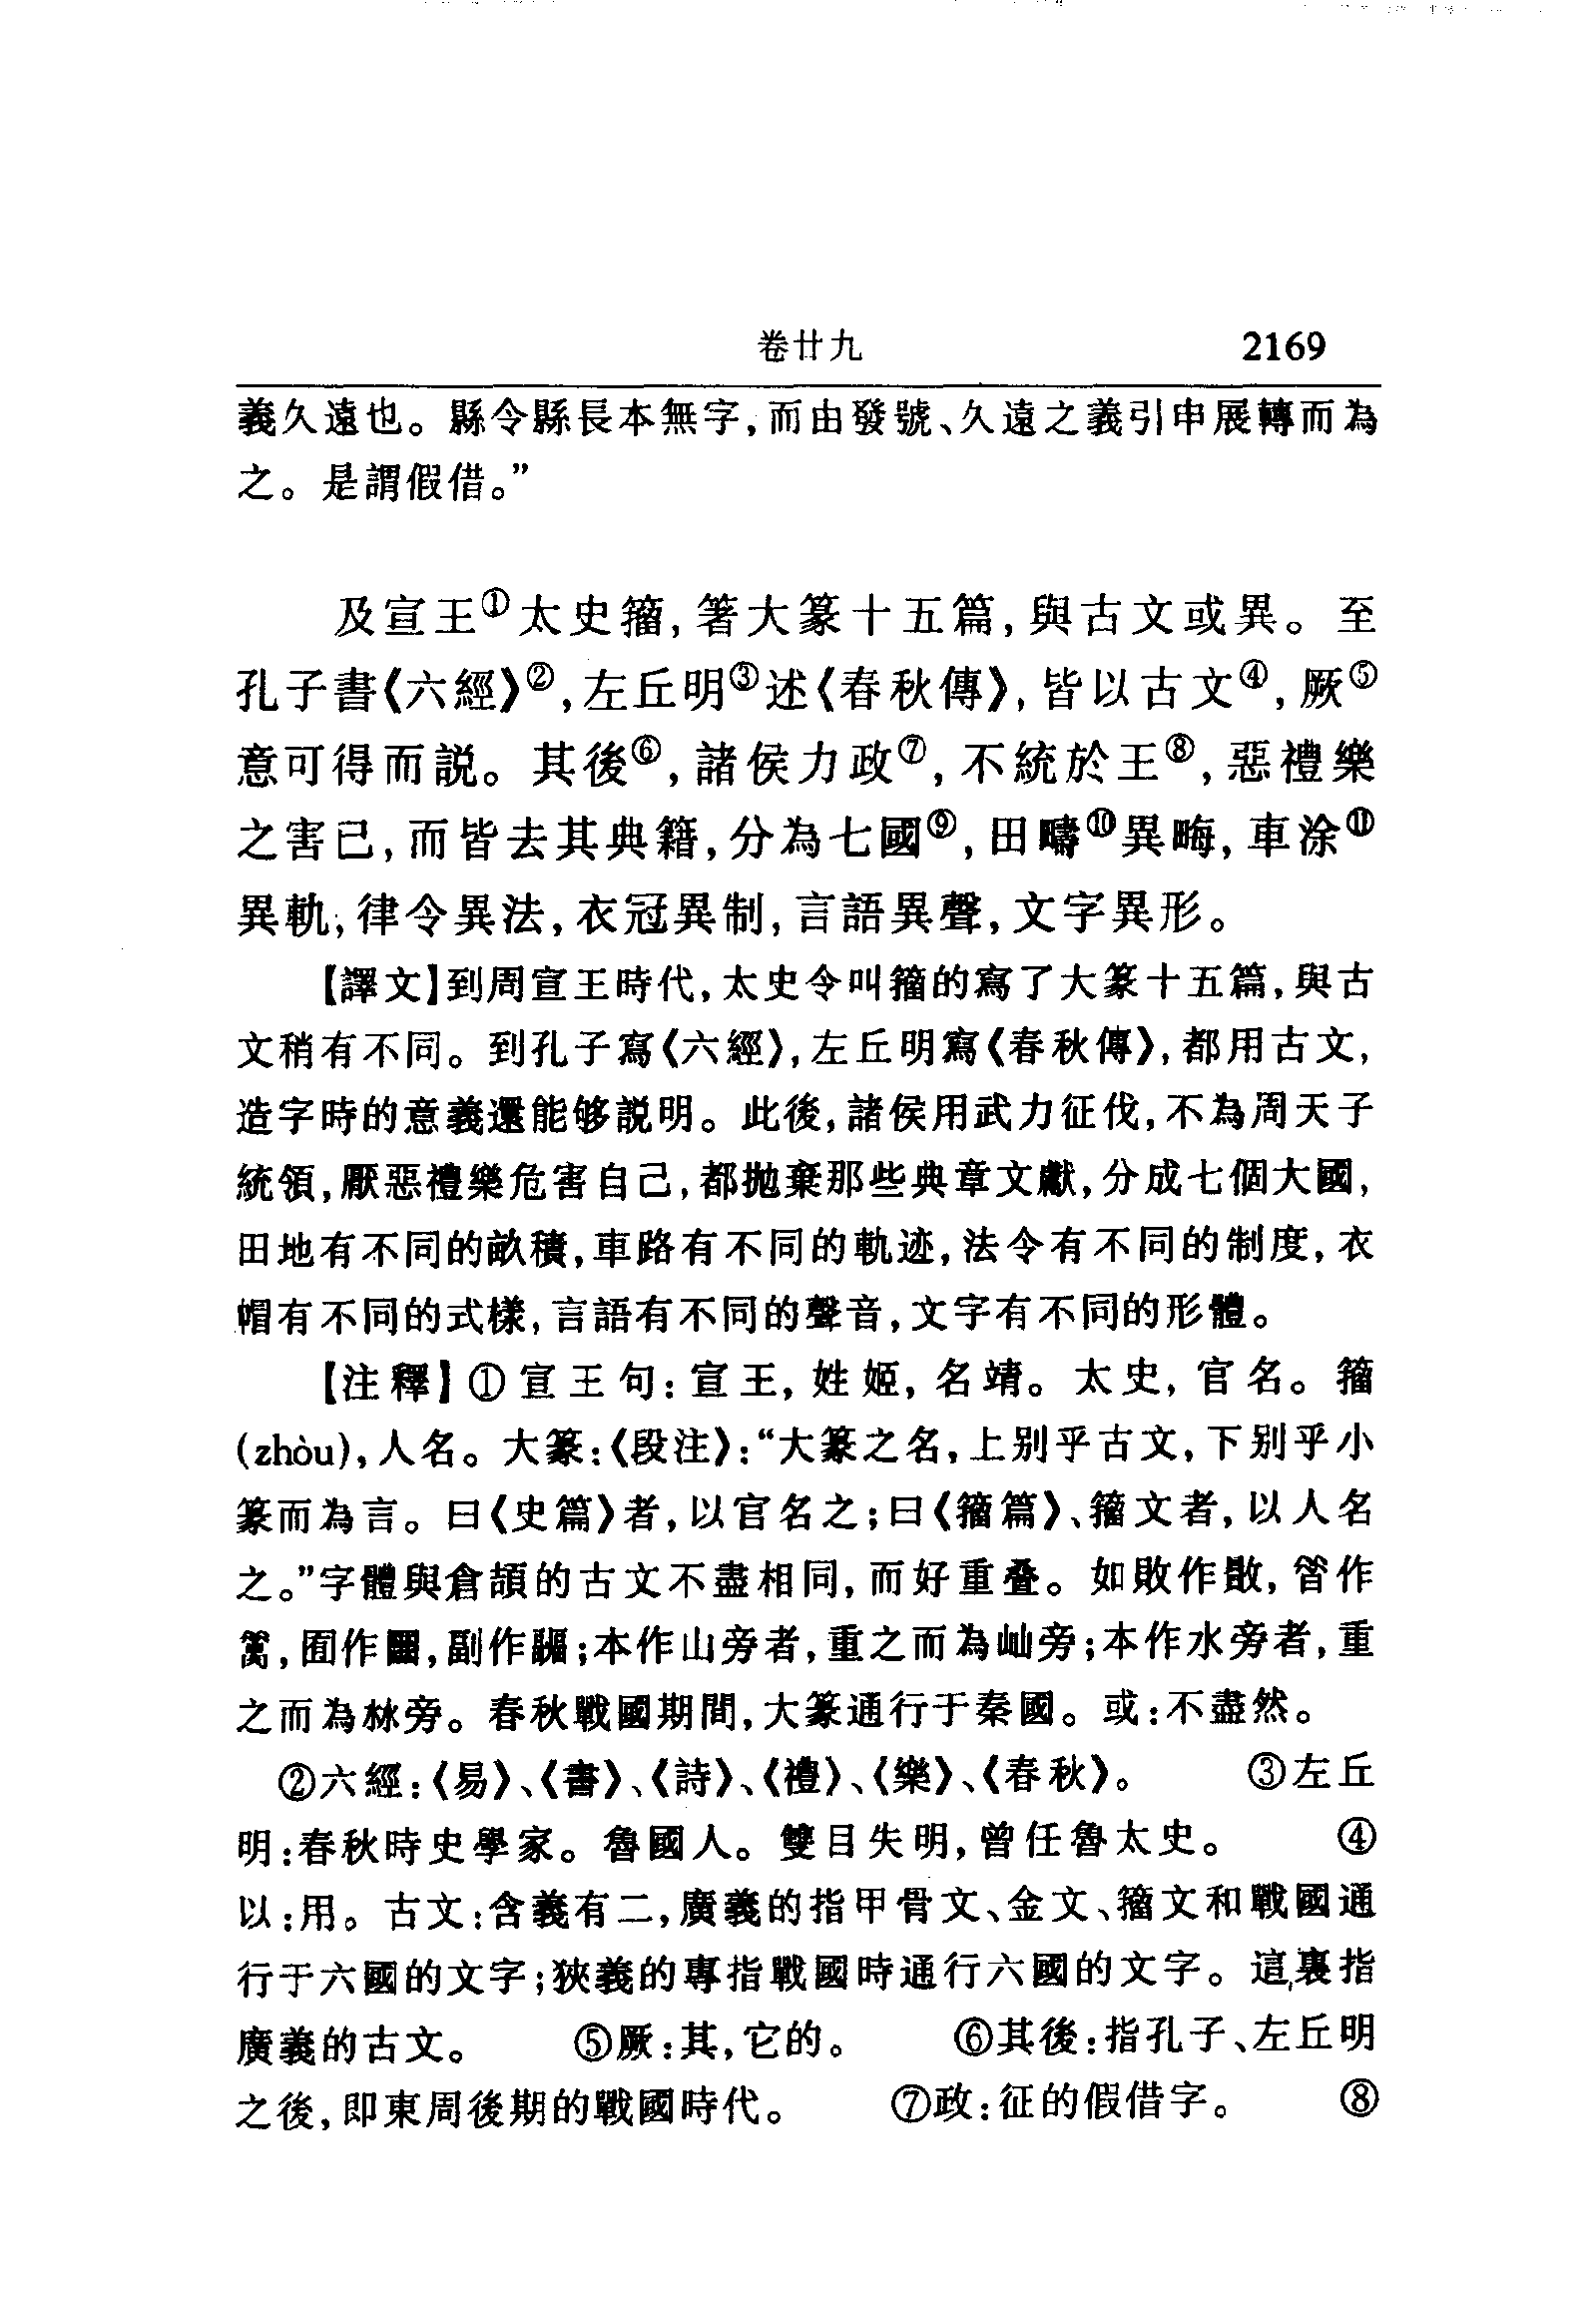 卷廿九 2169
義久遠也。縣令縣長本無字,而由發號、久遠之義引申展轉而為
之。是謂假借。”
及宣王①太史籀,箸大篆十五篇,與古文或異。至
孔子書《六經》②,左丘明③述《春秋傳》,皆以古文④,厥⑤
意可得而説。其後⑥,諸侯力政⑦,不統於王⑧,惡禮樂
之害己,而皆去其典籍,分為七國⑨,田疇⑩異畮,車涂⑪
異軌,律令異法,衣冠異制,言語異聲,文字異形。
【譯文】到周宣王時代,太史令叫籀的寫了大篆十五篇,與古
文稍有不同。到孔子寫《六經》,左丘明寫《春秋傳》,都用古文,
造字時的意義還能够説明。此後,諸侯用武力征伐,不為周天子
統領,厭惡禮樂危害自己,都抛棄那些典章文獻,分成七個大國,
田地有不同的畝積,車路有不同的軌迹,法令有不同的制度,衣
帽有不同的式樣,言語有不同的聲音,文字有不同的形體。
【注釋】①宣王句:宣王,姓姬,名靖。太史,官名。籀
(zhòu),人名。大篆:《段注》:“大篆之名,上别乎古文,下别乎小
篆而為言。曰《史篇》者,以官名之;曰《籀篇》、籀文者,以人名
之。”字體與倉頡的古文不盡相同,而好重叠。如敗作敗,作
,囿作,副作;本作山旁者,重之而為屾旁;本作水旁者,重
之而為沝旁。春秋戰國期間,大篆通行于秦國。或:不盡然。
②六經:《易》、《書》、《詩》、《禮》、《樂》、《春秋》。 ③左丘
明:春秋時史學家。魯國人。雙目失明,曾任魯太史。 ④
以:用。古文:含義有二,廣義的指甲骨文、金文、籀文和戰國通
行于六國的文字;狹義的專指戰國時通行六國的文字。這裏指
廣義的古文。 ⑤厥:其,它的。 ⑥其後:指孔子、左丘明
之後,即東周後期的戰國時代。 ⑦政:征的假借字。 ⑧